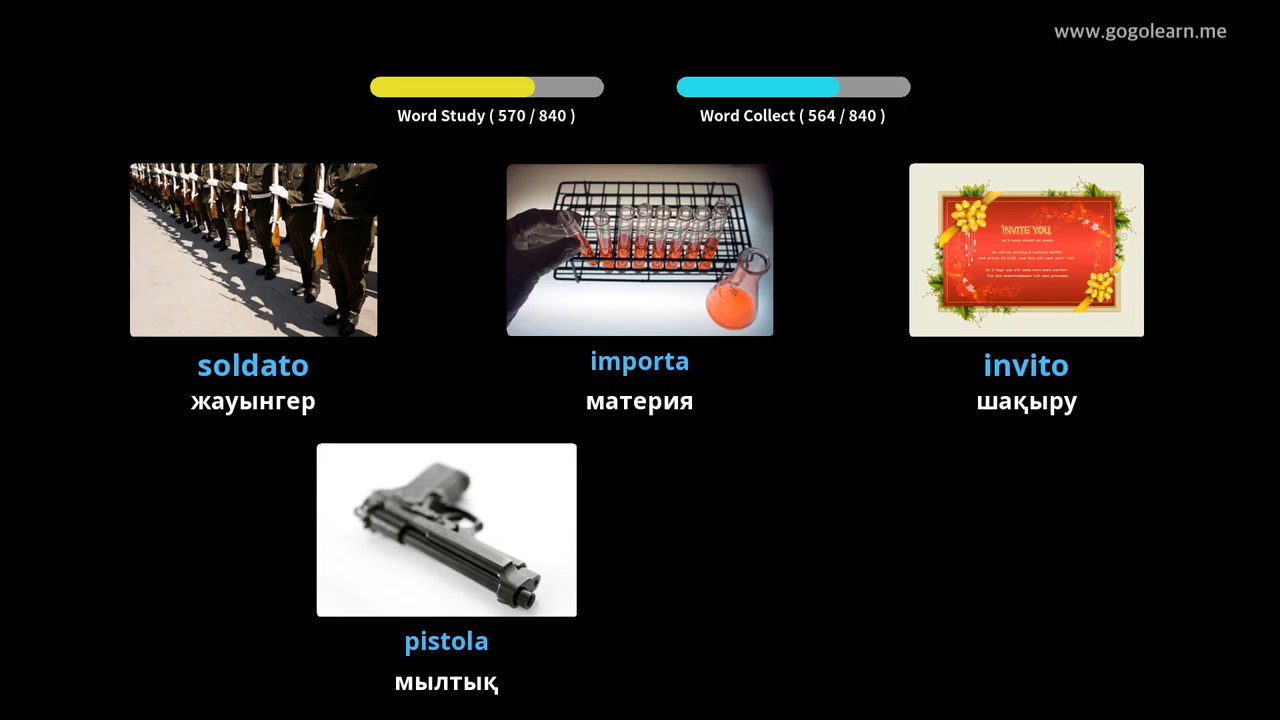 www.gogolearn.me
Word Study ( 570 / 840 )
Word Collect ( 564 / 840 )
INVITE YOU
soldato
жауынгер
importa
материя
invito
шақыру
pistola
мылтық